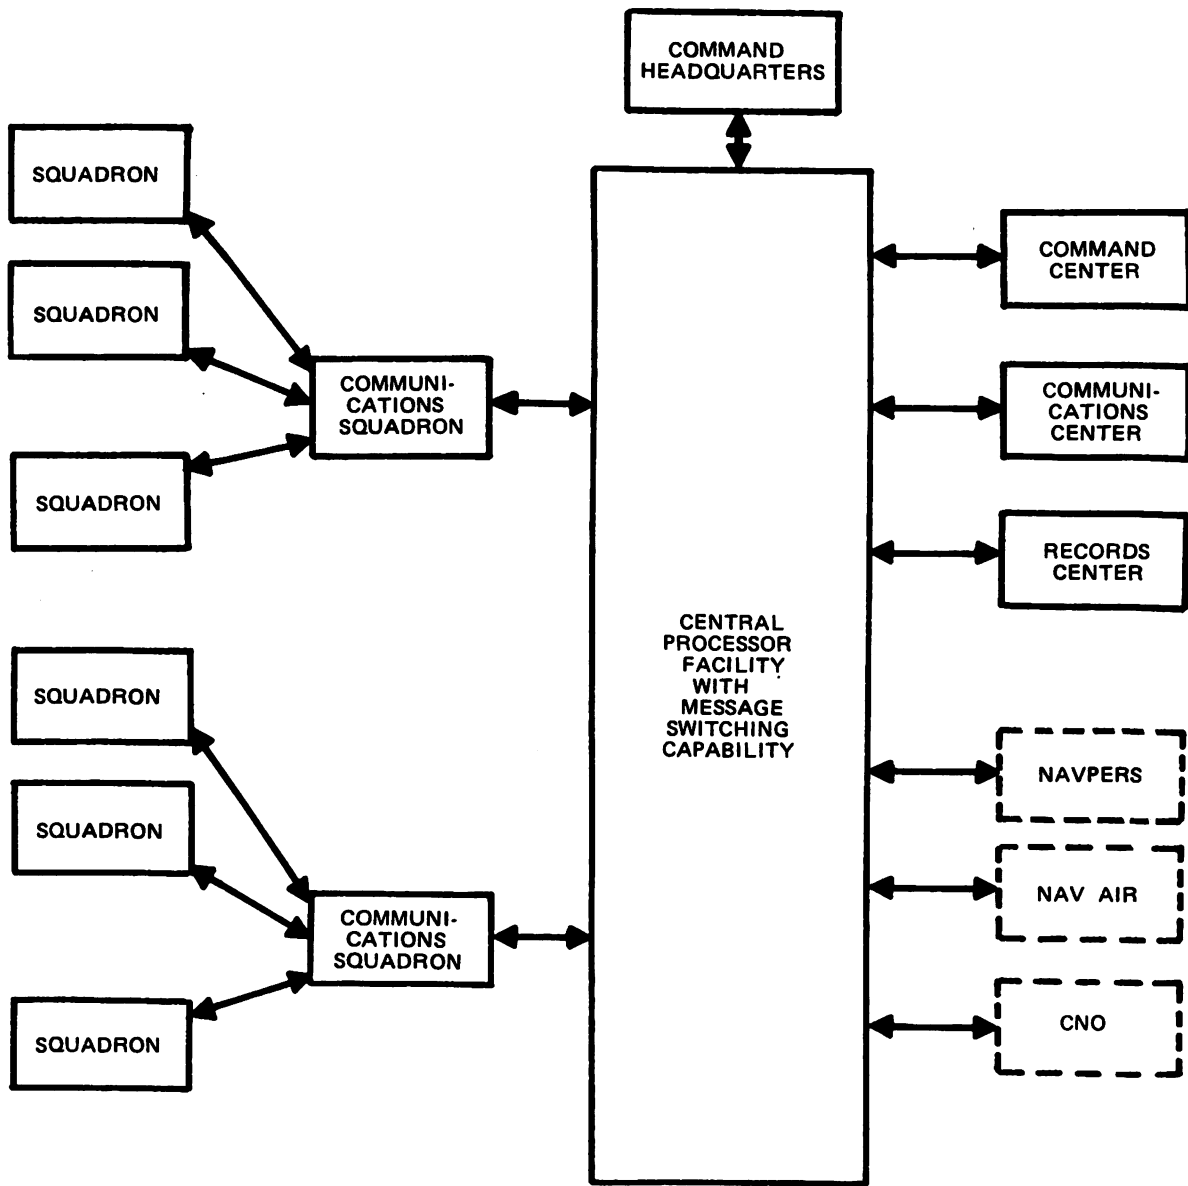 COMMAND
HEADQUARTERS
SQUADRON
SQUADRON
SQUADRON
COMMUNI-
CATIONS
SQUADRON
SQUADRON
SQUADRON
SQUADRON
COMMUNI-
CATIONS
SQUADRON
CENTRAL
PROCESSOR
FACILITY
WITH
MESSAGE
SWITCHING
CAPABILITY
COMMAND
CENTER
COMMUNI-
CATIONS
CENTER
RECORDS
CENTER
NAVPERS
NAV AIR
CNO